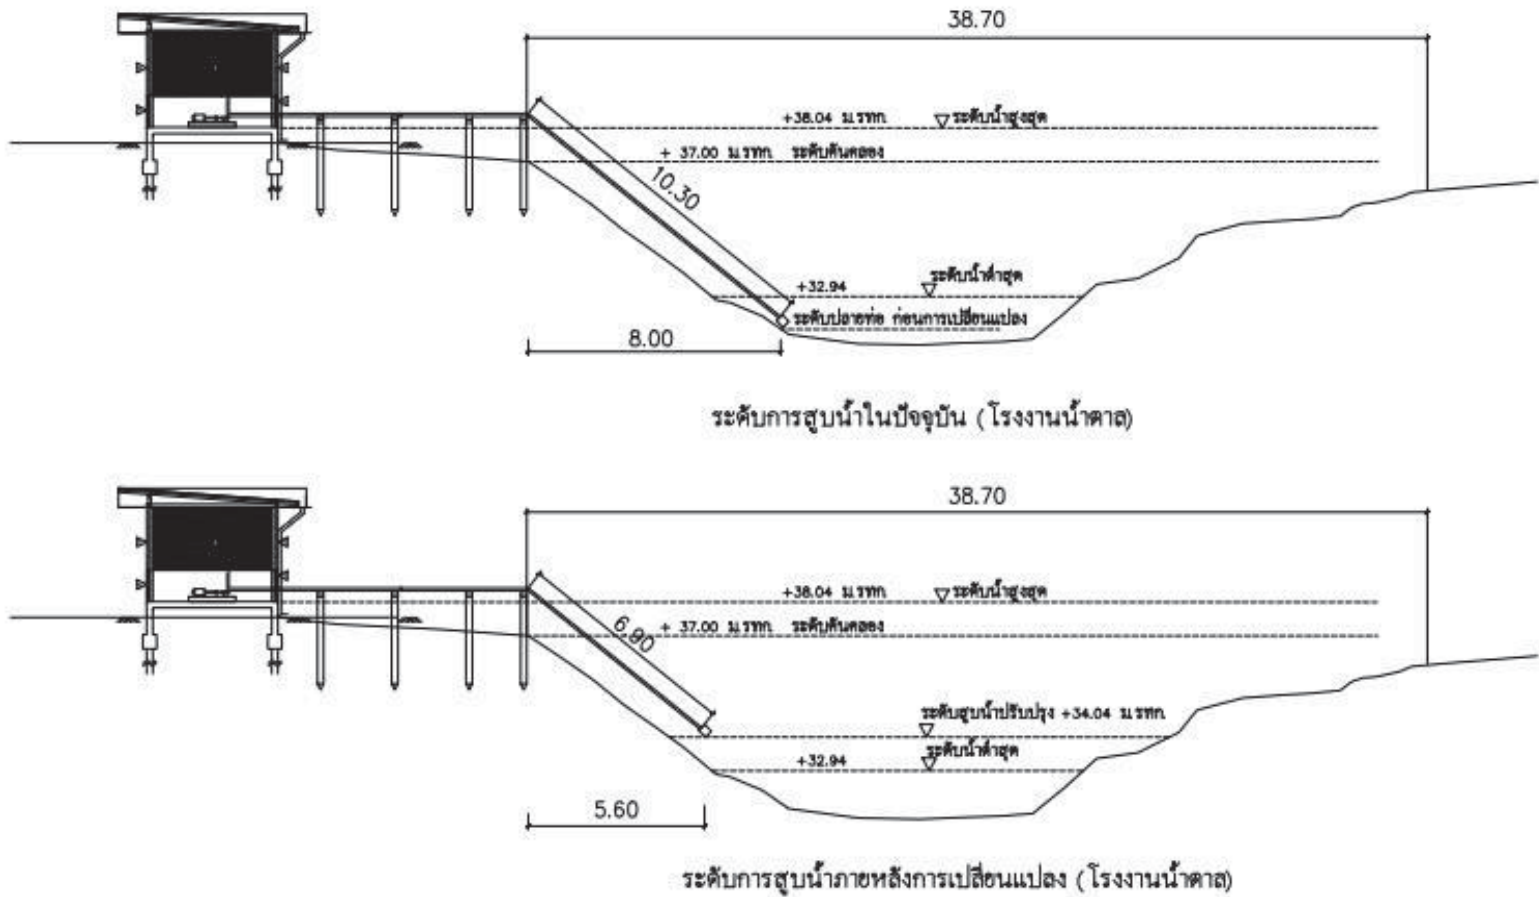 38.70
+38.04 ม.รทก. ระดับน้ำสูงสุด
+ 37.00 ม.รทก. ระดับคันคลอง
10.30
ระดับน้ำต่ำสุด
+32.94
ระดับปลายท่อ ก่อนการเปลี่ยนแปลง
8.00
ระดับการสูบน้ำในปัจจุบัน (โรงงานน้ำตาล)
38.70
+38.04 ม.รทก. ระดับน้ำสูงสุด
6.90
+ 37.00 ม.รทก. ระดับคันคลอง
ระดับสูบน้ำปรับปรุง +34.04 ม.รทก.
ระดับน้ำต่ำสุด
+32.94
5.60
ระดับการสูบน้ำภายหลังการเปลี่ยนแปลง (โรงงานน้ำตาล)